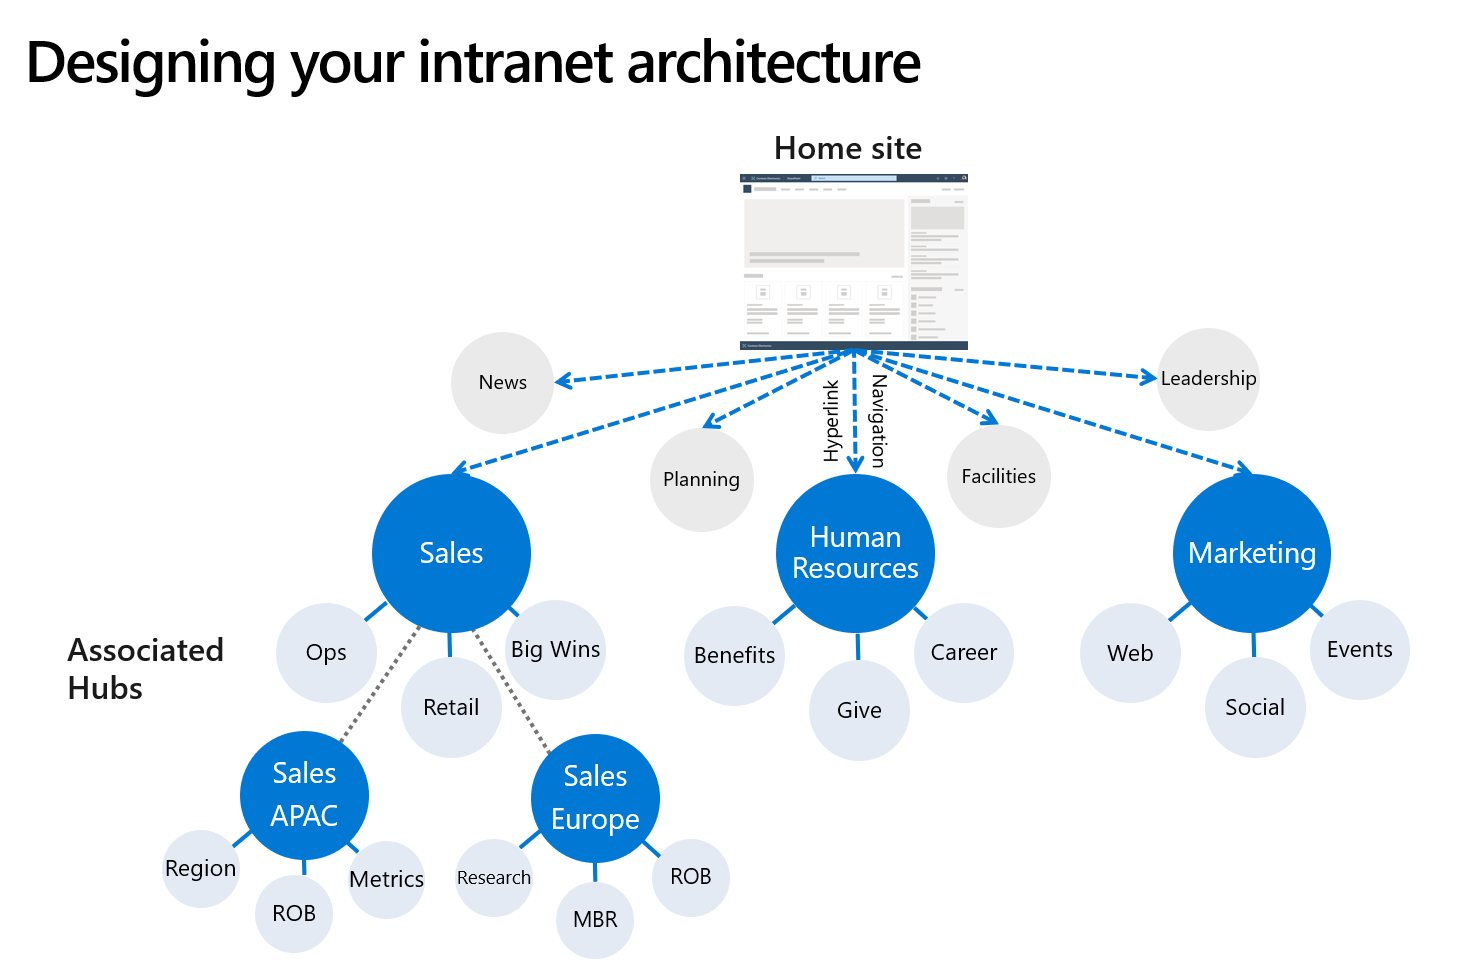 Designing your intranet architecture
Home site
News
Leadership
Hyperlink
Navigation
Planning
Facilities
Sales
Human
Resources
Marketing
Ops
Retail
Big Wins
Benefits
Give
Career
Web
Social
Events
Associated
Hubs
Sales
APAC
Sales
Europe
Region
ROB
Metrics
Research
MBR
ROB